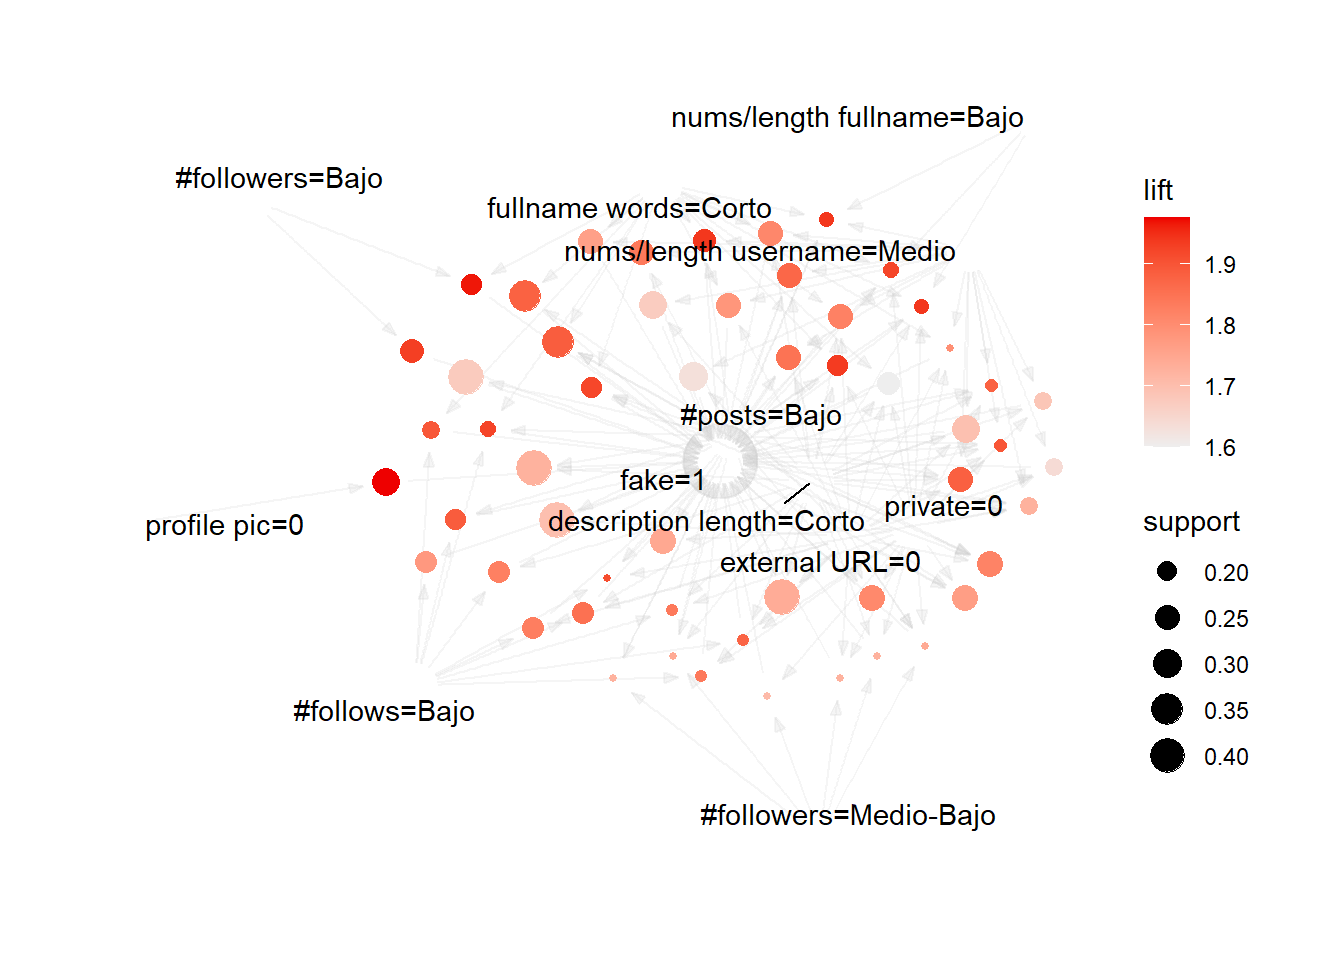 nums/length fullname=Bajo
#followers=Bajo
fullname words=Corto
nums/length username=Medio
#posts=Bajo
fake=1
private=0
profile pic=0
description length=Corto
external URL=0
#follows=Bajo
#followers=Medio-Bajo
lift
1.9
1.8
1.7
1.6
support
0.20
0.25
0.30
0.35
0.40